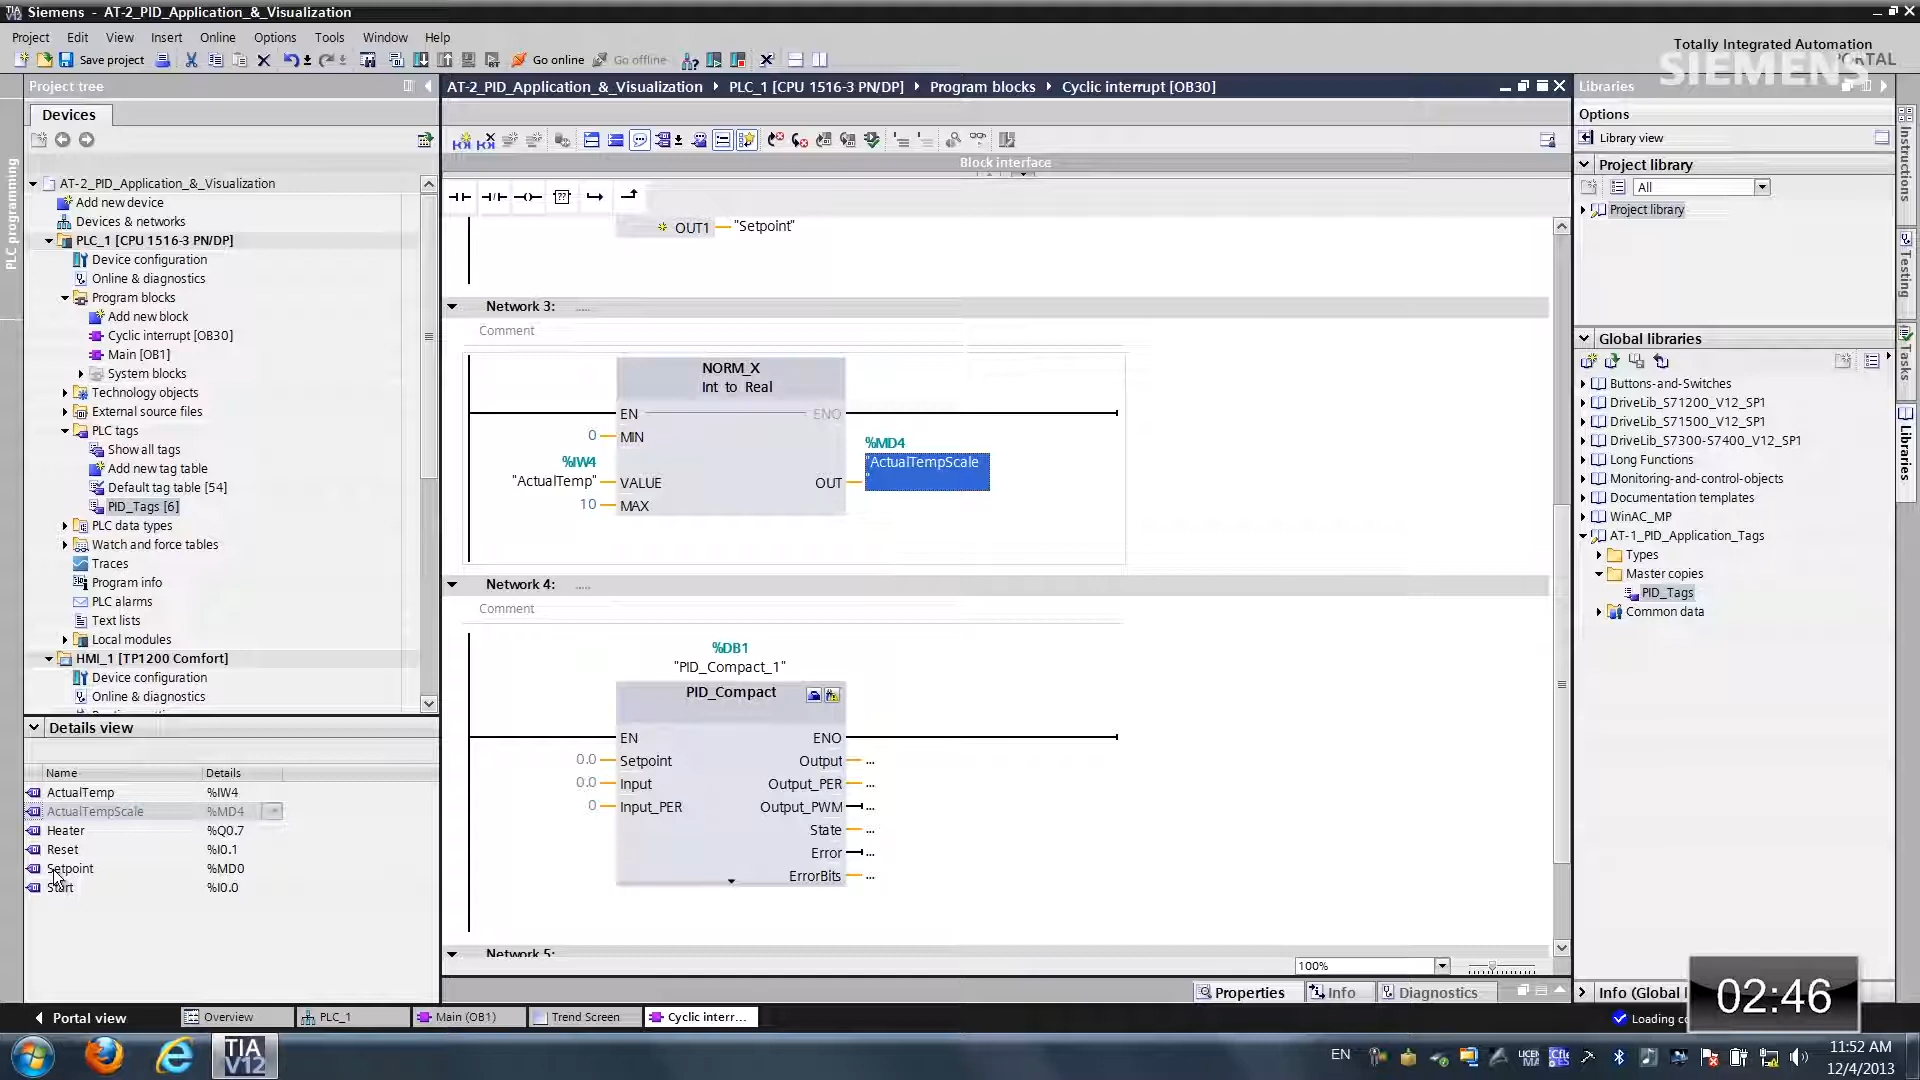 Siemens - AT-2_PID_Application_&_Visualization
Project Edit View Insert Online Options Tools Window Help
Totally Integrated Automation
PORTAL
SIEMENS
Save project
Go online
Go offline
Project tree
AT-2_PID_Application_&_Visualization
PLC_1 [CPU 1516-3 PN/DP]
Program blocks
Cyclic interrupt [OB30]
Libraries
Devices
Options
Library view
Block interface
Project library
All
Project library
PLC programming
AT-2_PID_Application_&_Visualization
Add new device
Devices & networks
PLC_1 [CPU 1516-3 PN/DP]
Device configuration
Online & diagnostics
Program blocks
Add new block
Cyclic interrupt [OB30]
Main [OB1]
System blocks
Technology objects
External source files
PLC tags
Show all tags
Add new tag table
Default tag table [54]
PID_Tags [6]
PLC data types
Watch and force tables
Traces
Program info
PLC alarms
Text lists
Local modules
HMI_1 [TP1200 Comfort]
Device configuration
Online & diagnostics
Details view
Name Details
ActualTemp %IW4
ActualTempScale %MD4
Heater %Q0.7
Reset %I0.1
Setpoint %MD0
Start %I0.0
OUT1 "Setpoint"
Network 3: .....
Comment
NORM_X
Int to Real
EN ENO
0 MIN
%MD4
%IW4
"ActualTempScale
"
"ActualTemp" VALUE OUT
10 MAX
Network 4: .....
Comment
%DB1
"PID_Compact_1"
PID_Compact
EN ENO
0.0 Setpoint Output ...
0.0 Input Output_PER ...
0 Input_PER Output_PWM ...
State ...
Error ...
ErrorBits ...
Network 5: .....
100%
Properties Info Diagnostics
Global libraries
Buttons-and-Switches
DriveLib_S71200_V12_SP1
DriveLib_S71500_V12_SP1
DriveLib_S7300-S7400_V12_SP1
Long Functions
Monitoring-and-control-objects
Documentation templates
WinAC_MP
AT-1_PID_Application_Tags
Types
Master copies
PID_Tags
Common data
Instructions
Testing
Tasks
Libraries
Info (Global l
02:46
Portal view
Overview
PLC_1
Main (OB1)
Trend Screen
Cyclic interr...
Loading co
TIA
V12
EN
11:52 AM
12/4/2013